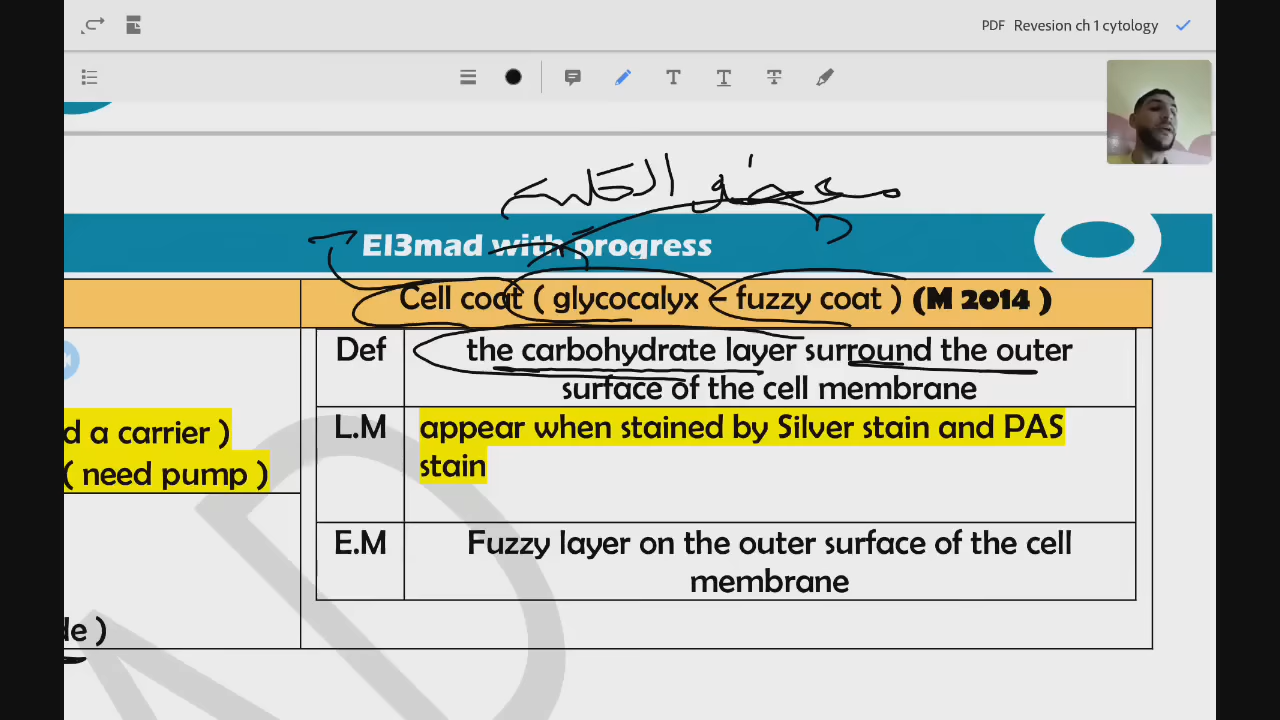 PDF Revesion ch 1 cytology
El3mad with progress
Cell coat ( glycocalyx – fuzzy coat ) (M 2014 )
Def
the carbohydrate layer surround the outer
surface of the cell membrane
d a carrier )
( need pump )
L.M
appear when stained by Silver stain and PAS
stain
E.M
Fuzzy layer on the outer surface of the cell
membrane
de )